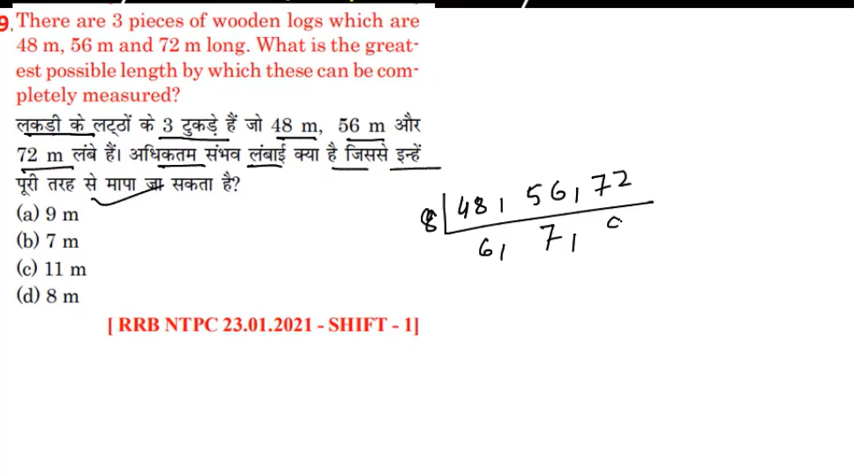 9. There are 3 pieces of wooden logs which are
48 m, 56 m and 72 m long. What is the great-
est possible length by which these can be com-
pletely measured?
लकडी के लट्ठों के 3 टुकड़े हैं जो 48 m, 56 m और
72 m लंबे हैं। अधिकतम संभव लंबाई क्या है जिससे इन्हें
पूरी तरह से मापा जा सकता है?
(a) 9 m
(b) 7 m
(c) 11 m
(d) 8 m
[ RRB NTPC 23.01.2021 - SHIFT - 1]
8 48, 56, 72
6, 7,